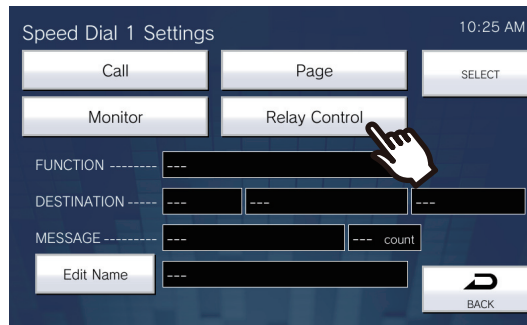 Speed Dial 1 Settings 10:25 AM
Call Page SELECT
Monitor Relay Control
FUNCTION -------- ---
DESTINATION ----- --- --- ---
MESSAGE --------- --- --- count
Edit Name ---
BACK